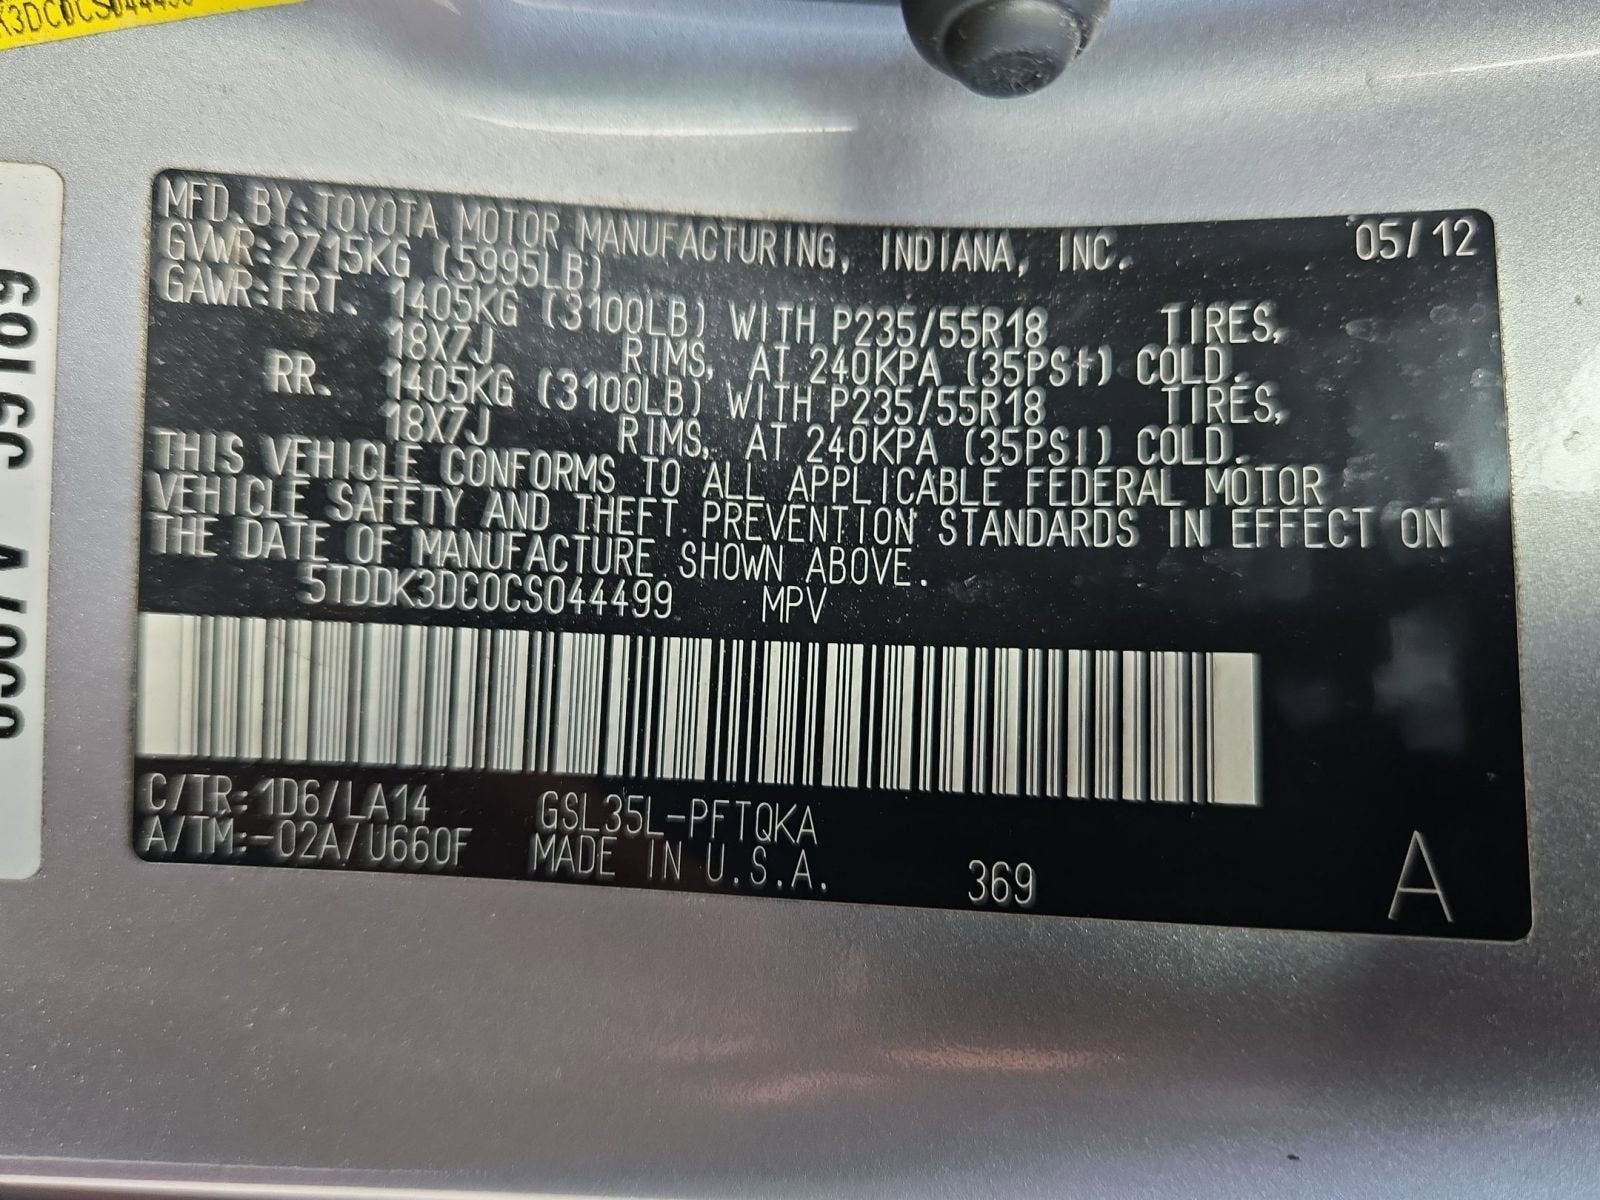 K3DC0CS044499
MFD. BY: TOYOTA MOTOR MANUFACTURING, INDIANA, INC. 05/12
GVWR: 2715KG (5995LB)
GAWR: FRT. 1405KG (3100LB) WITH P235/55R18 TIRES,
18X7J RIMS, AT 240KPA (35PSI) COLD.
RR. 1405KG (3100LB) WITH P235/55R18 TIRES,
18X7J RIMS, AT 240KPA (35PSI) COLD.
THIS VEHICLE CONFORMS TO ALL APPLICABLE FEDERAL MOTOR
VEHICLE SAFETY AND THEFT PREVENTION STANDARDS IN EFFECT ON
THE DATE OF MANUFACTURE SHOWN ABOVE.
5TDDK3DC0CS044499 MPV
C/TR: 1D6/LA14 GSL35L-PFTQKA
A/TM: -02A/U660F MADE IN U.S.A. 369 A